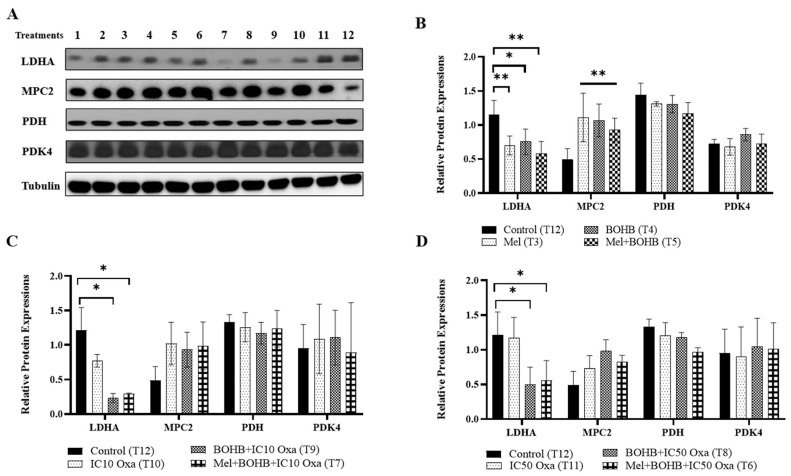 A
Treatments 1 2 3 4 5 6 7 8 9 10 11 12
LDHA
MPC2
PDH
PDK4
Tubulin
B
Relative Protein Expressions
1.5
1.0
0.5
0.0
** * ** **
LDHA MPC2 PDH PDK4
Control (T12) BOHB (T4)
Mel (T3) Mel+BOHB (T5)
C
Relative Protein Expressions
2.0
1.5
1.0
0.5
0.0
*
*
LDHA MPC2 PDH PDK4
Control (T12) BOHB+IC10 Oxa (T9)
IC10 Oxa (T10) Mel+BOHB+IC10 Oxa (T7)
D
Relative Protein Expressions
2.0
1.5
1.0
0.5
0.0
*
*
LDHA MPC2 PDH PDK4
Control (T12) BOHB+IC50 Oxa (T8)
IC50 Oxa (T11) Mel+BOHB+IC50 Oxa (T6)